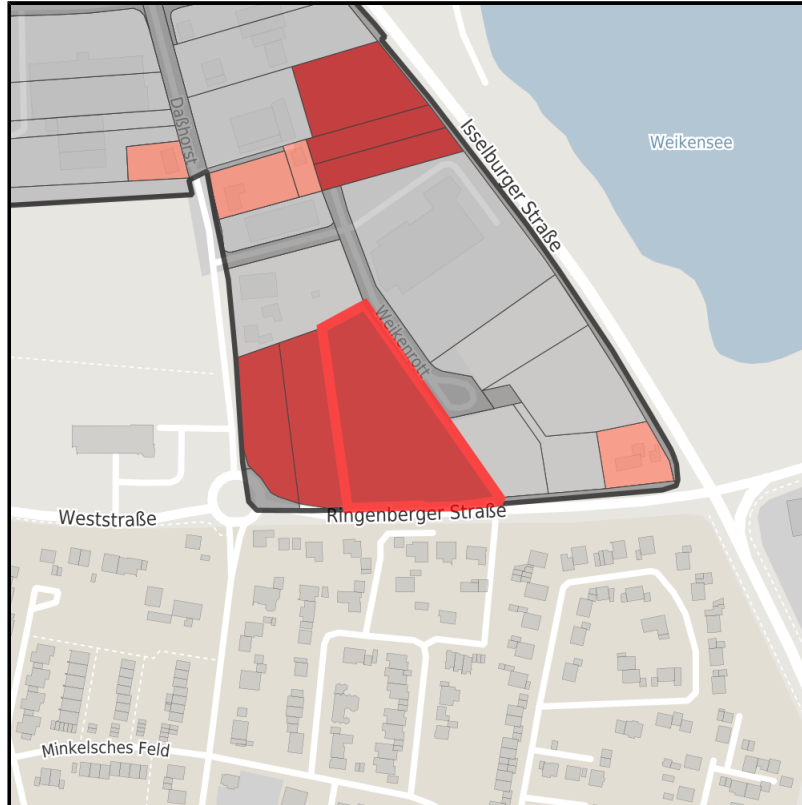 Daßhorst
Isselburger Straße
Weikensee
Weikenrott
Weststraße
Ringenberger Straße
Minkelsches Feld